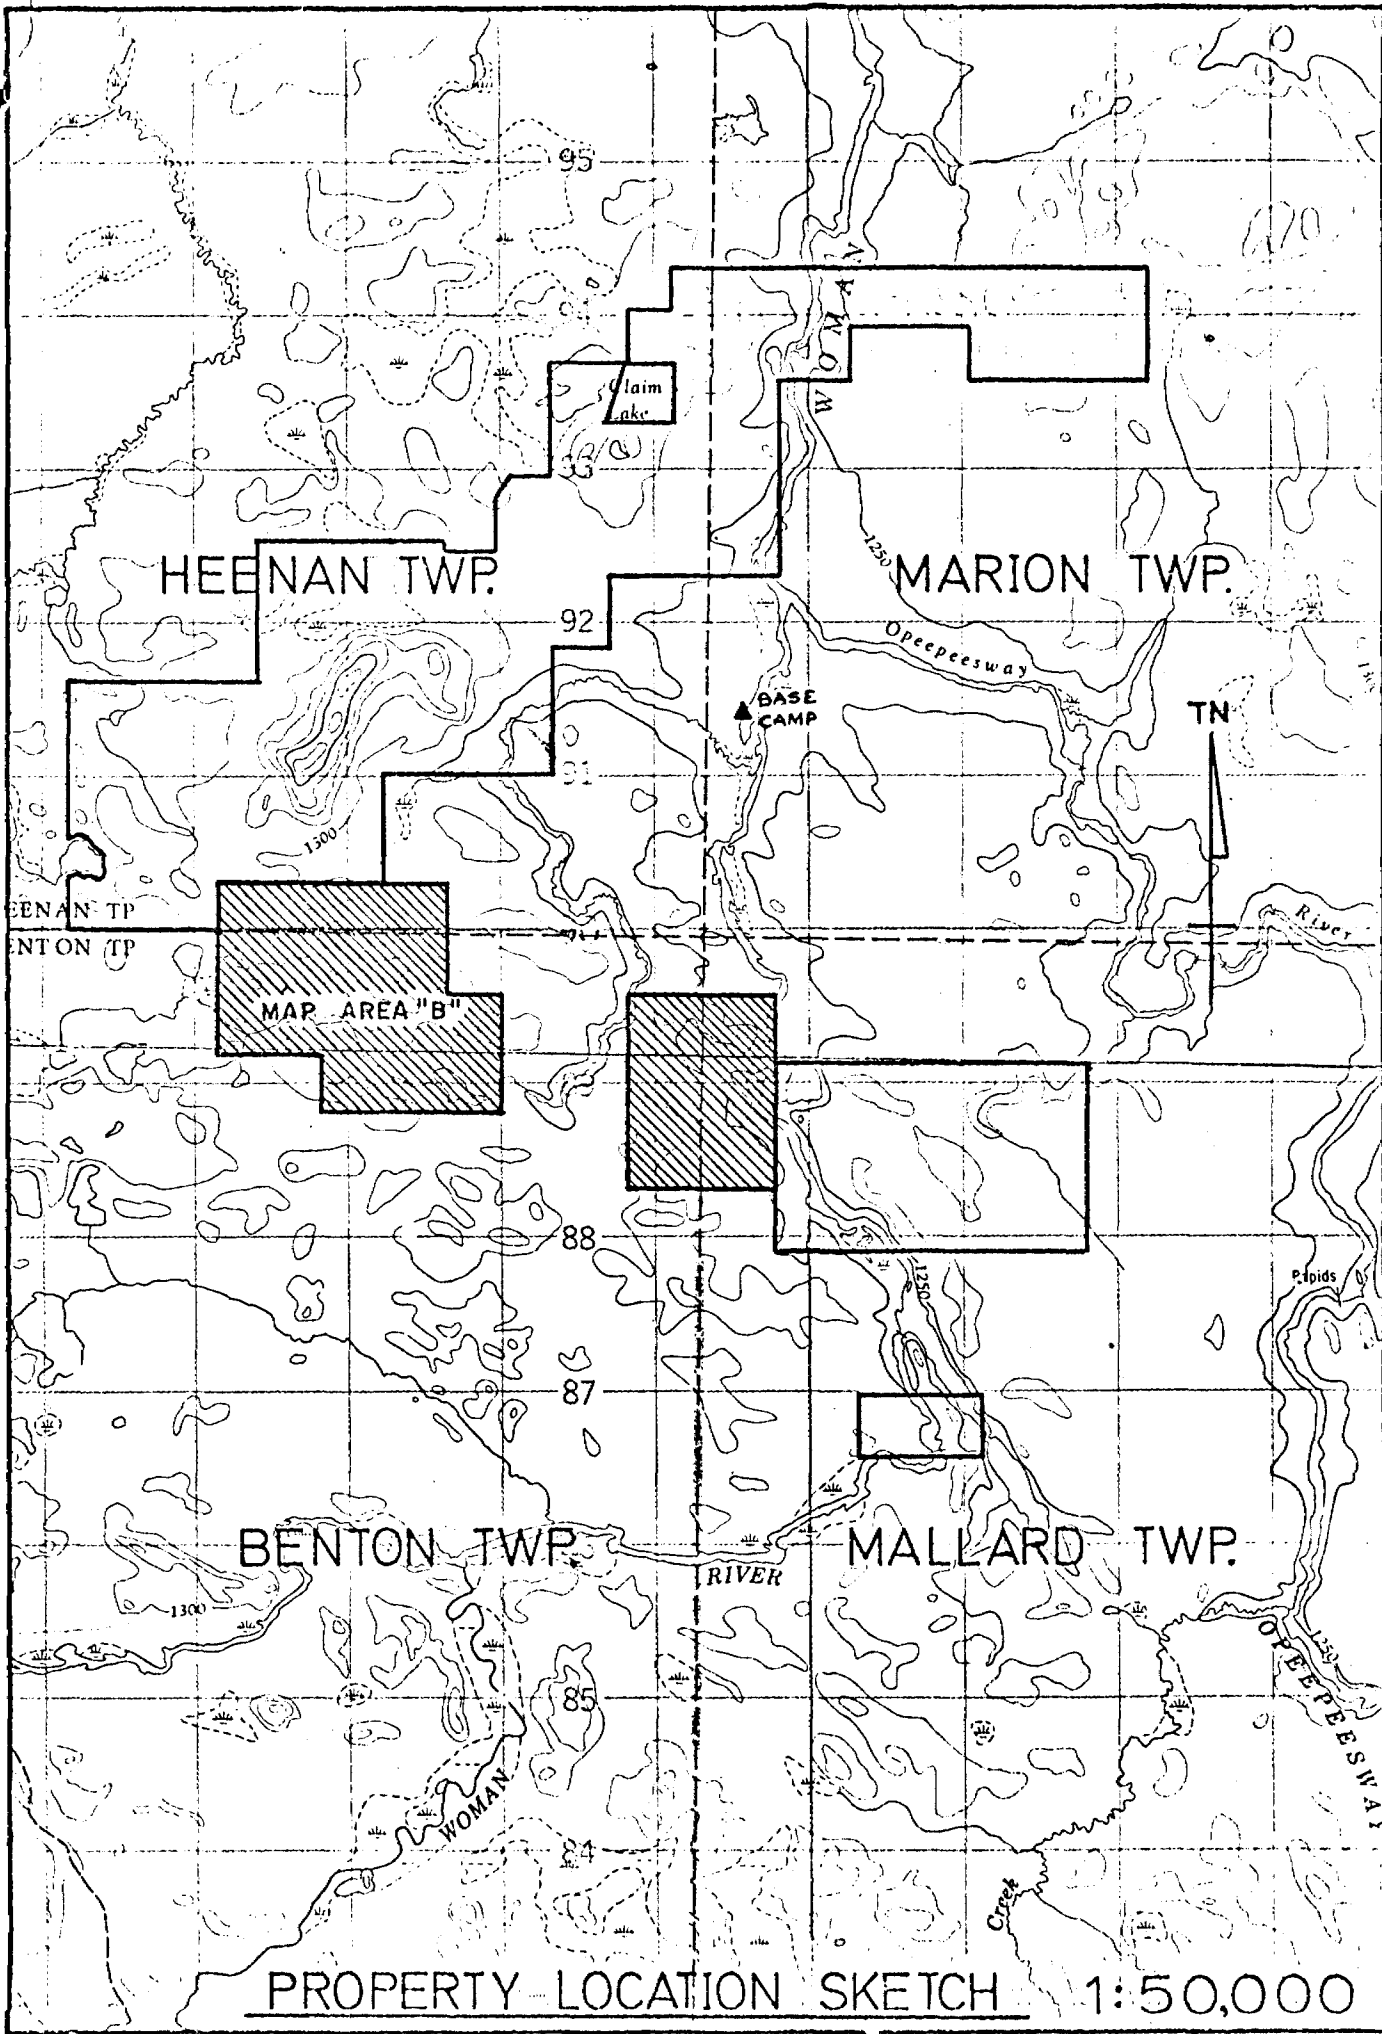 95
94
WOMAN
Claim
Lake
93
HEENAN TWP.
MARION TWP.
1250
92
Opeepeesway
BASE
CAMP
TN
91
1300
EENAN TP
ENTON TP
River
MAP AREA "B"
88
1250
Rapids
87
BENTON TWP.
MALLARD TWP.
RIVER
1300
OPEEPEESWAY
1250
85
WOMAN
84
Creek
PROPERTY LOCATION SKETCH 1:50,000